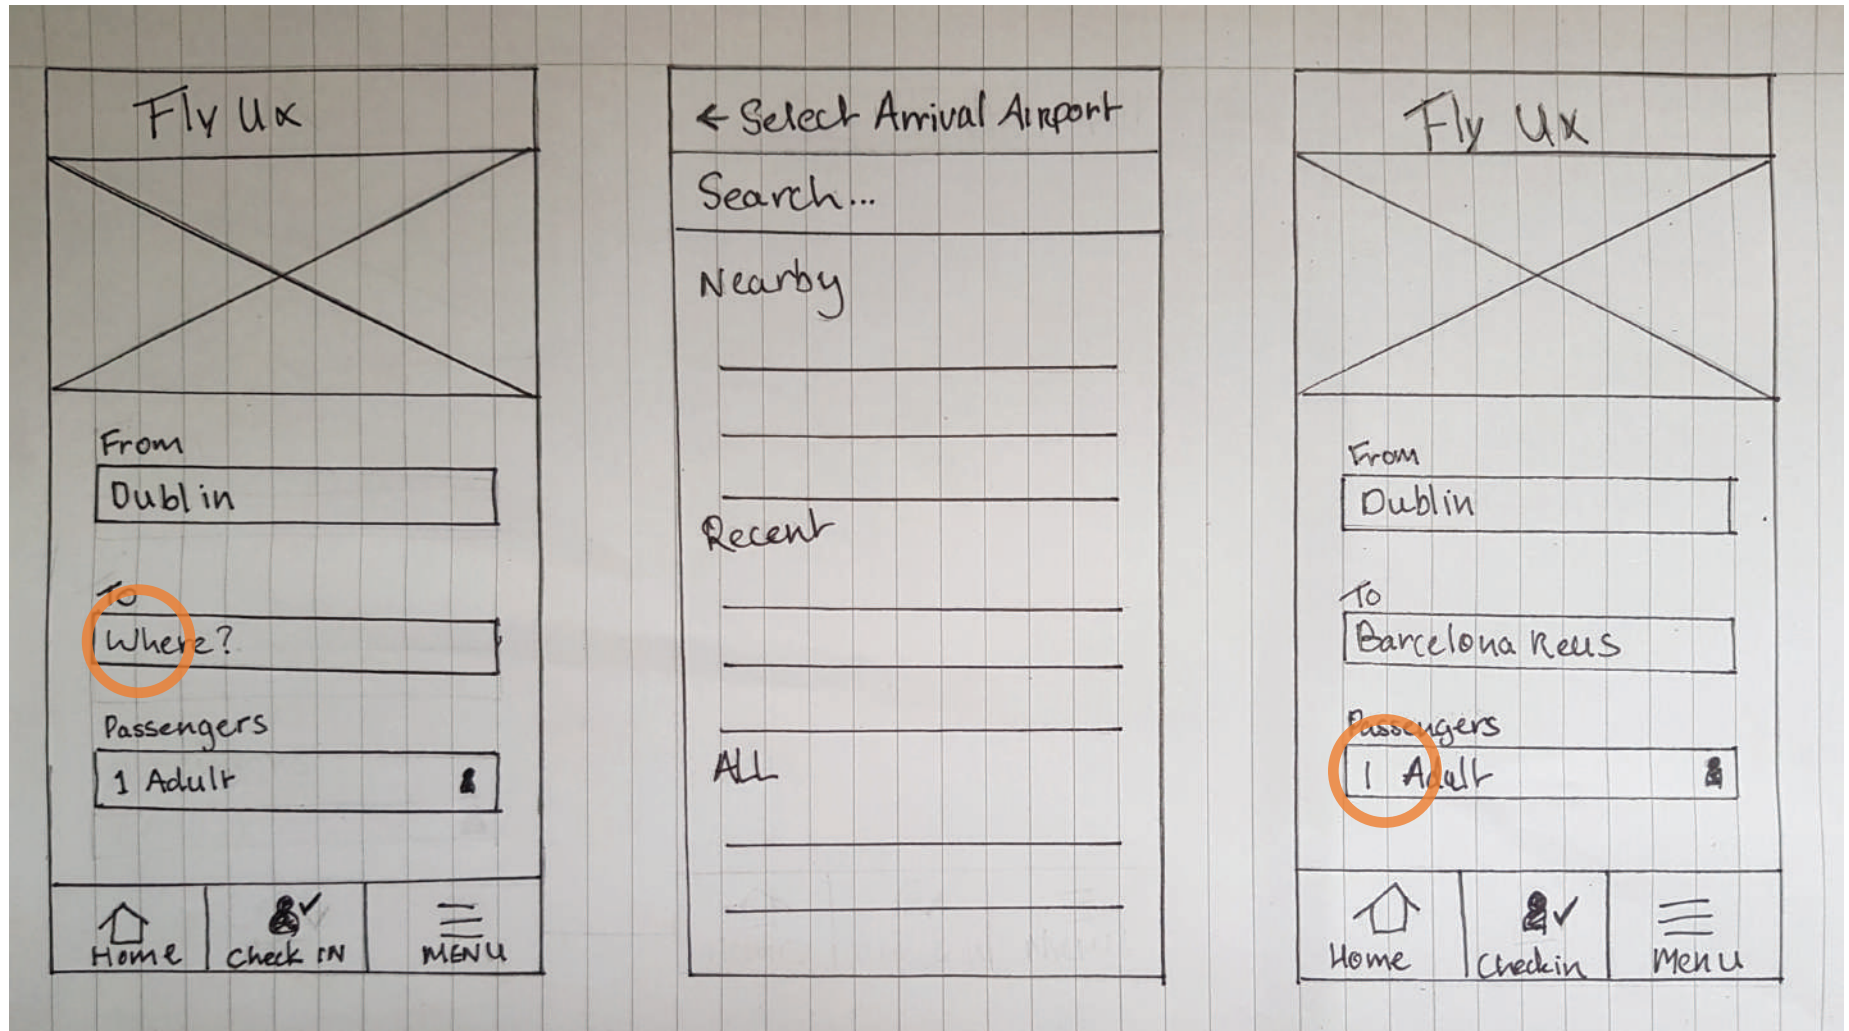 Fly Ux
From
Dublin
To
Where?
Passengers
1 Adult
Home
Check IN
MENU
← Select Arrival Airport
Search...
Nearby
Recent
ALL
Fly Ux
From
Dublin
To
Barcelona Reus
Passengers
1 Adult
Home
Checkin
Menu